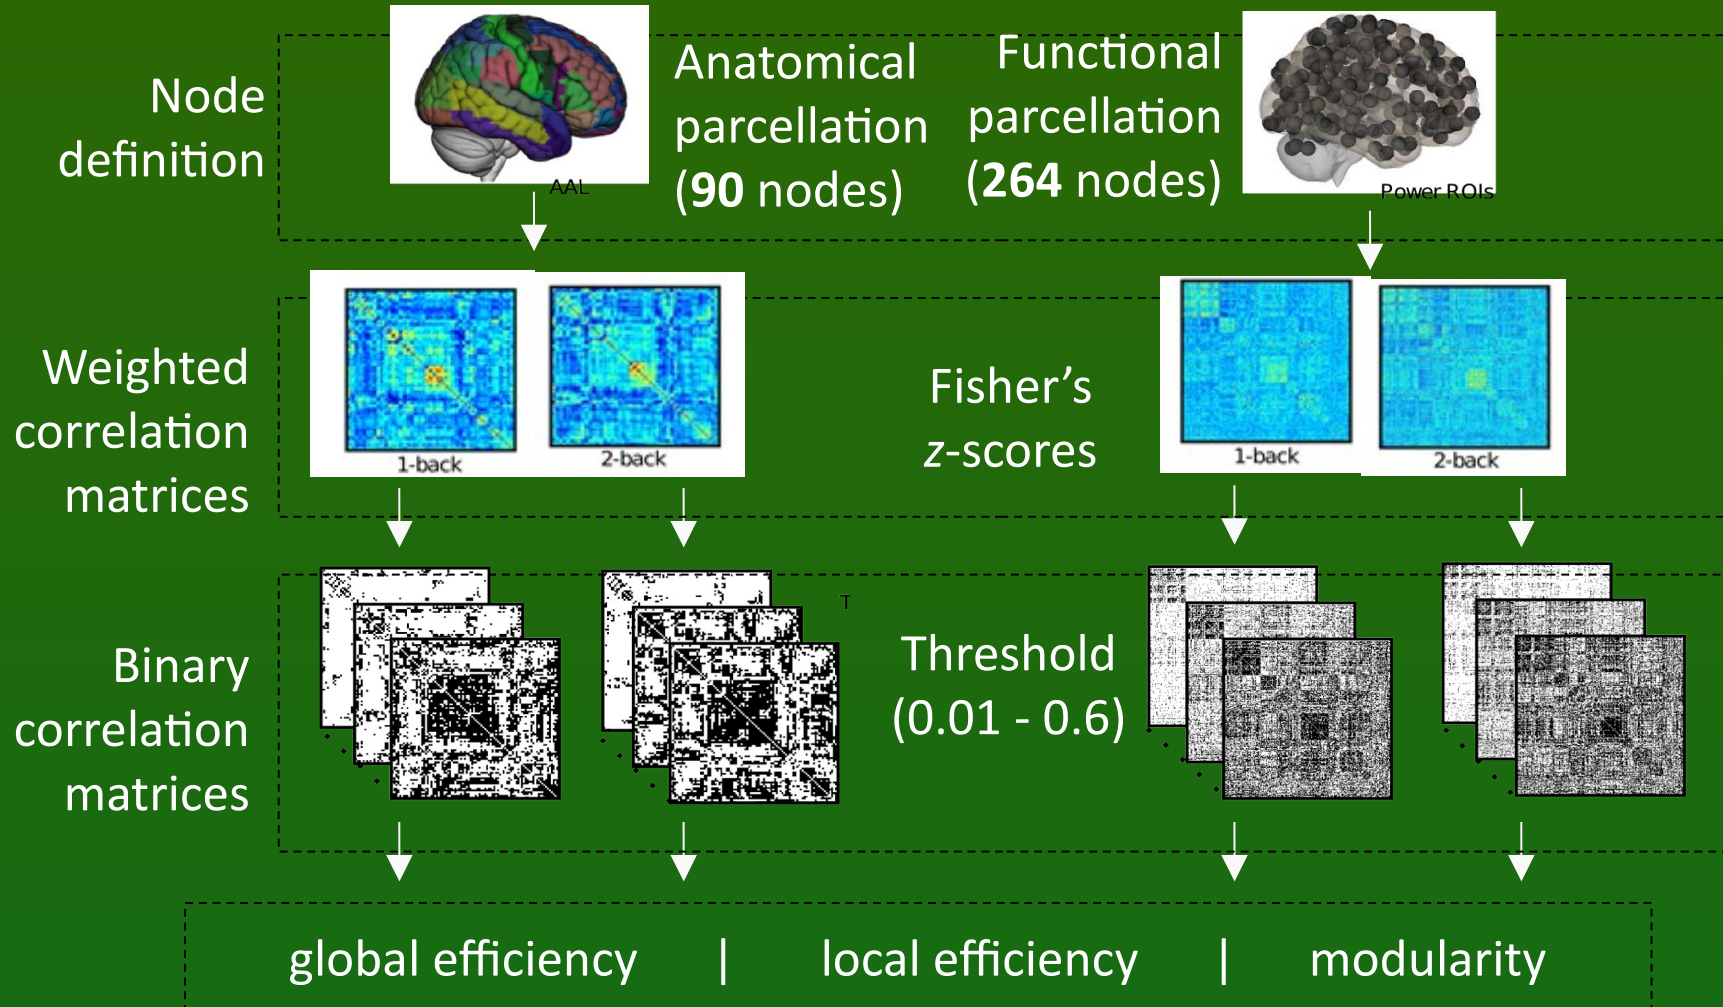 Node
definition
AAL
Anatomical
parcellation
(90 nodes)
Functional
parcellation
(264 nodes)
Power ROIs
Weighted
correlation
matrices
1-back
2-back
Fisher’s
z-scores
1-back
2-back
Binary
correlation
matrices
T
Threshold
(0.01 - 0.6)
global efficiency | local efficiency | modularity